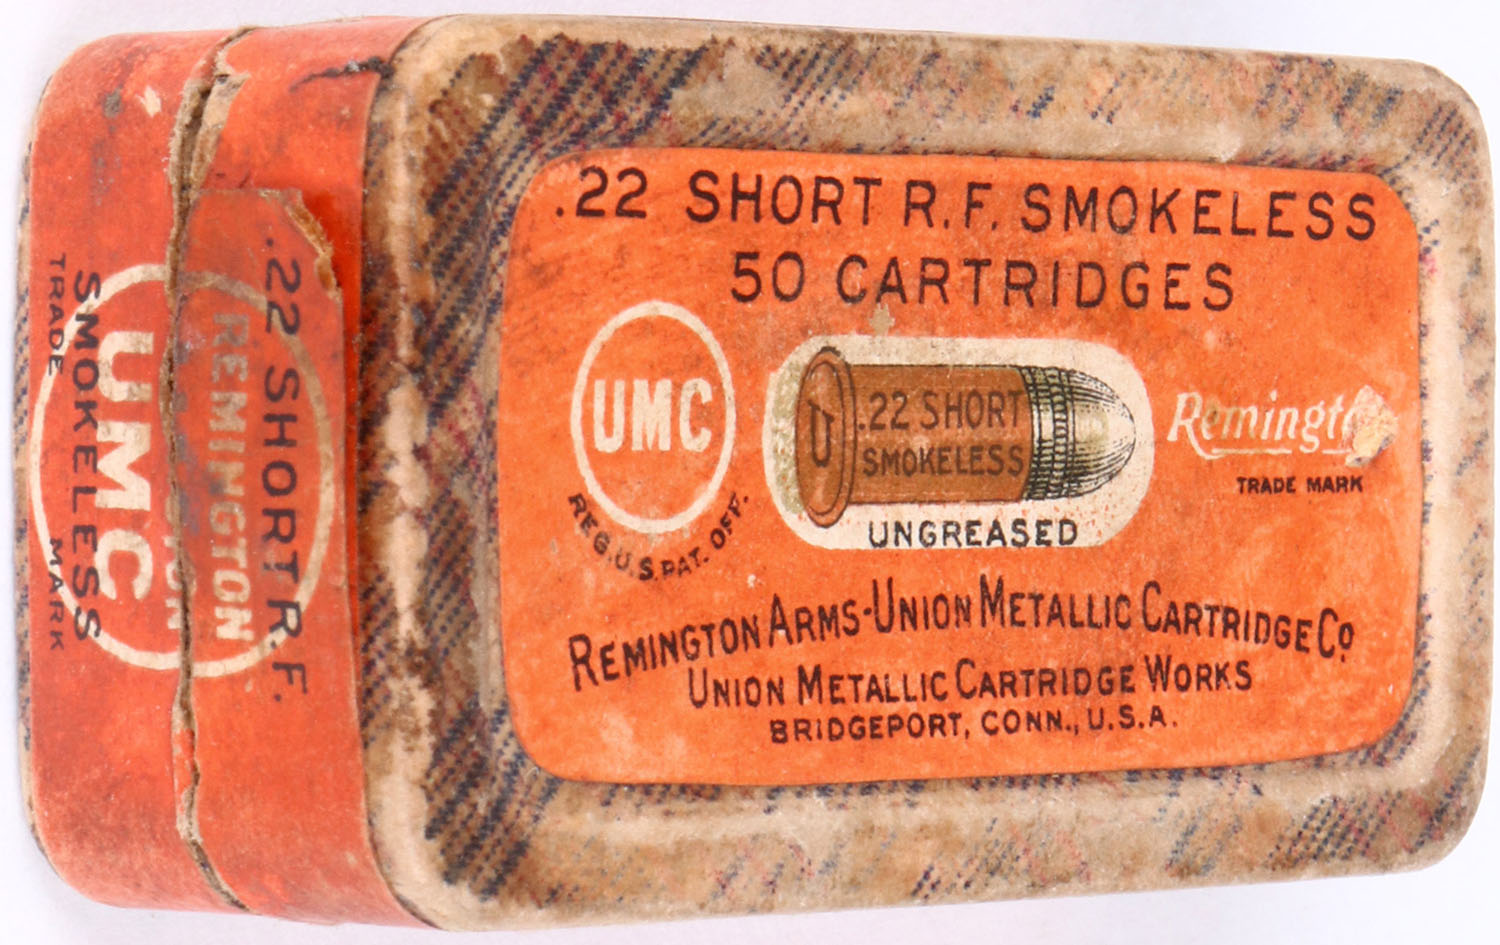 .22 SHORT R.F. SMOKELESS
50 CARTRIDGES
UMC
REG. U.S. PAT. OFF.
U
.22 SHORT
SMOKELESS
UNGREASED
TRADE MARK
REMINGTON ARMS-UNION METALLIC CARTRIDGE CO
UNION METALLIC CARTRIDGE WORKS
BRIDGEPORT, CONN., U.S.A.
.22 SHORT R.F.
REMINGTON
UMC
SMOKELESS
TRADE MARK